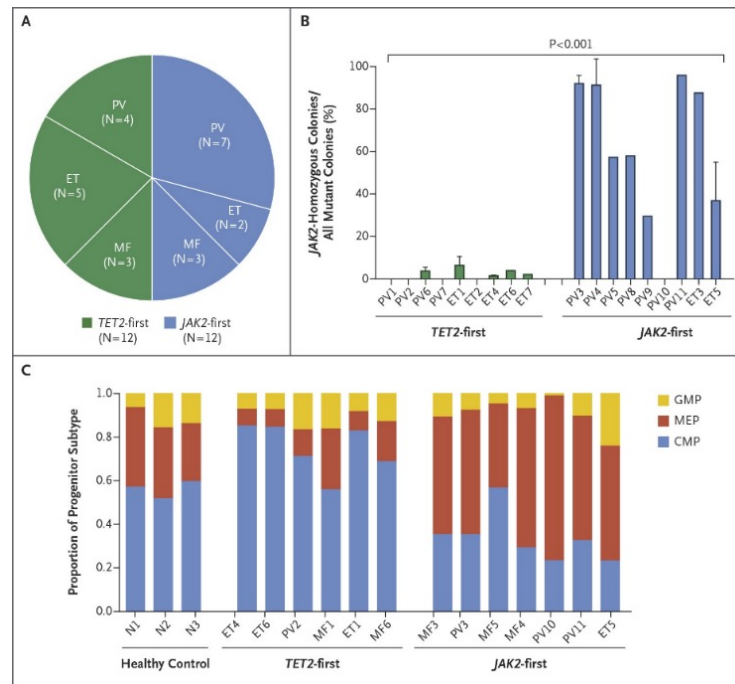 A
PV
(N=4)
PV
(N=7)
ET
(N=5)
ET
(N=2)
MF
(N=3)
MF
(N=3)
TET2-first
(N=12)
JAK2-first
(N=12)
B
P<0.001
JAK2-Homozygous Colonies/
All Mutant Colonies (%)
100
80
60
40
20
0
PV1 PV2 PV6 PV7 ET1 ET2 ET4 ET6 ET7 PV3 PV4 PV5 PV8 PV9 PV10 PV11 ET3 ET5
TET2-first JAK2-first
C
Proportion of Progenitor Subtype
1.0
0.8
0.6
0.4
0.2
0.0
GMP
MEP
CMP
N1 N2 N3 ET4 ET6 PV2 MF1 ET1 MF6 MF3 PV3 MF5 MF4 PV10 PV11 ET5
Healthy Control TET2-first JAK2-first